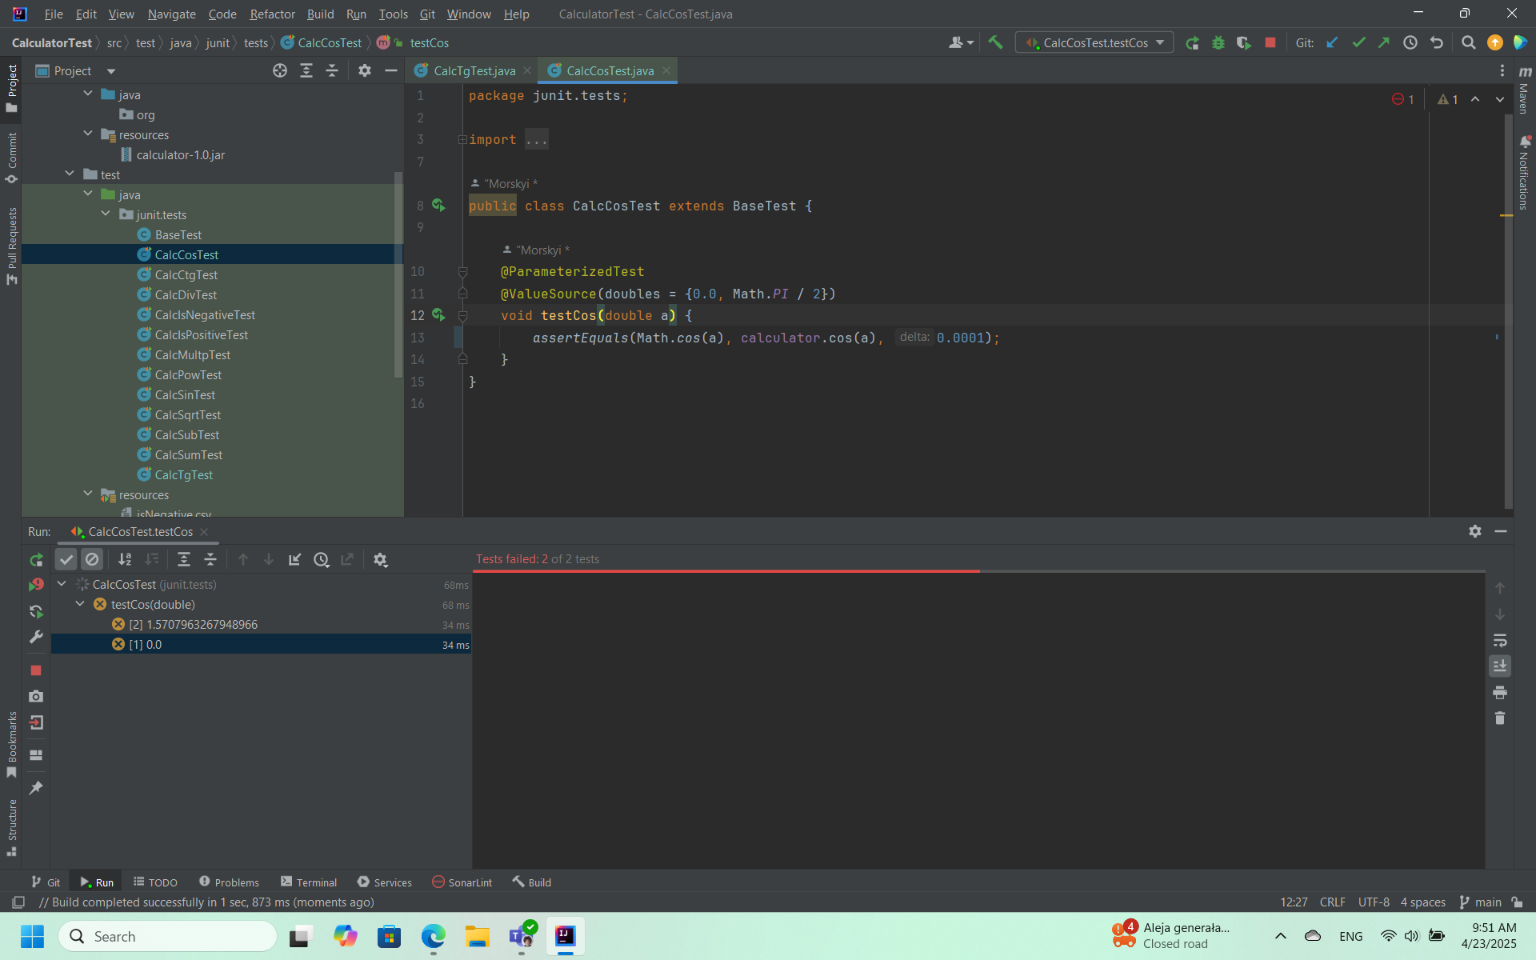 File Edit View Navigate Code Refactor Build Run Tools Git Window Help CalculatorTest - CalcCosTest.java
CalculatorTest src test java junit tests CalcCosTest m testCos
CalcCosTest.testCos Git:
Project
CalcTgTest.java CalcCosTest.java
Project
Commit
Pull Requests
Bookmarks
Structure
java
org
resources
calculator-1.0.jar
test
java
junit.tests
BaseTest
CalcCosTest
CalcCtgTest
CalcDivTest
CalcIsNegativeTest
CalcIsPositiveTest
CalcMultpTest
CalcPowTest
CalcSinTest
CalcSqrtTest
CalcSubTest
CalcSumTest
CalcTgTest
resources
isNegative.csv
1 package junit.tests;
2
3 import ...
7
"Morskyi *
8 public class CalcCosTest extends BaseTest {
9
"Morskyi *
10 @ParameterizedTest
11 @ValueSource(doubles = {0.0, Math.PI / 2})
12 void testCos(double a) {
13 assertEquals(Math.cos(a), calculator.cos(a), delta: 0.0001);
14 }
15 }
16
1 1
m
Maven
Notifications
Run: CalcCosTest.testCos
Tests failed: 2 of 2 tests
CalcCosTest (junit.tests) 68ms
testCos(double) 68 ms
[2] 1.5707963267948966 34 ms
[1] 0.0 34 ms
Git Run TODO Problems Terminal Services SonarLint Build
// Build completed successfully in 1 sec, 873 ms (moments ago)
12:27 CRLF UTF-8 4 spaces main
Search
4
Aleja generała...
Closed road
ENG
9:51 AM
4/23/2025